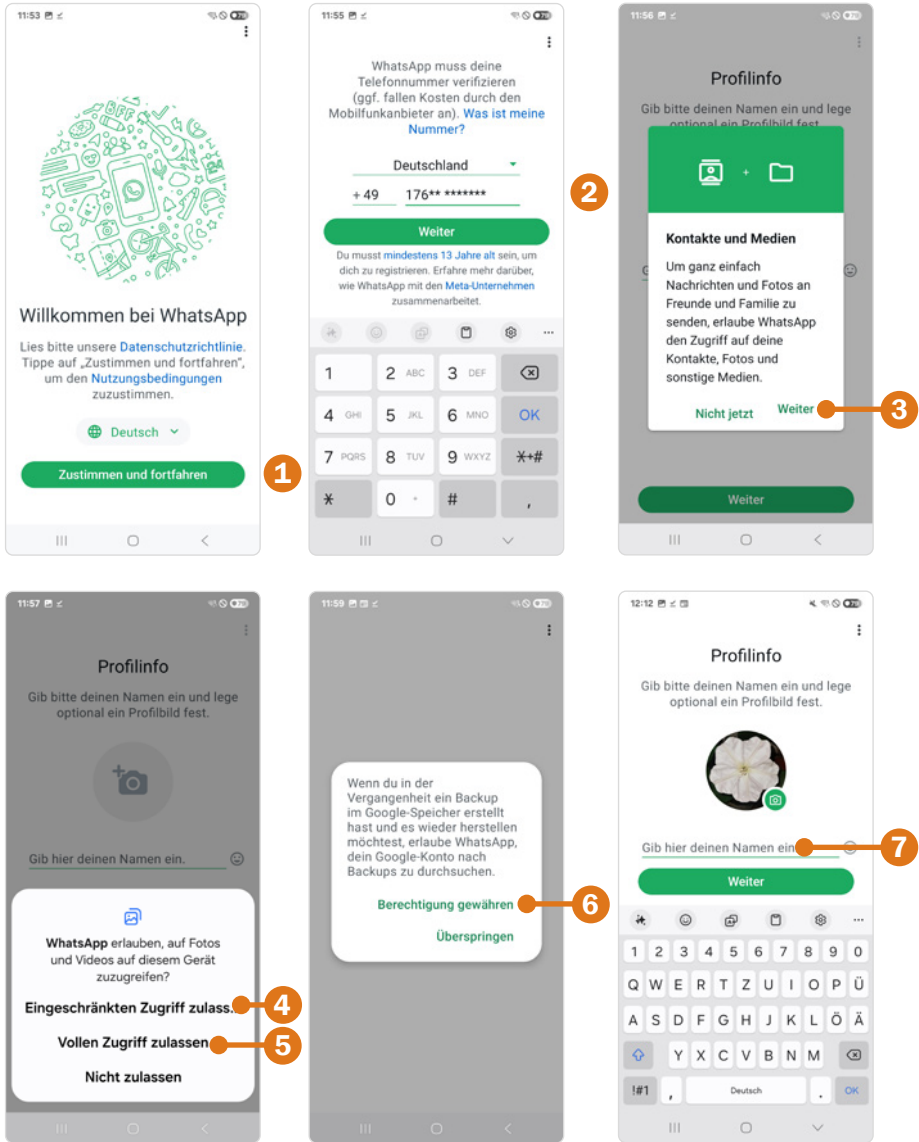 11:53
Willkommen bei WhatsApp
Lies bitte unsere Datenschutzrichtlinie.
Tippe auf „Zustimmen und fortfahren“,
um den Nutzungsbedingungen
zuzustimmen.
Deutsch
Zustimmen und fortfahren
1
11:55
WhatsApp muss deine
Telefonnummer verifizieren
(ggf. fallen Kosten durch den
Mobilfunkanbieter an). Was ist meine
Nummer?
Deutschland
+ 49 176** *******
Weiter
Du musst mindestens 13 Jahre alt sein, um
dich zu registrieren. Erfahre mehr darüber,
wie WhatsApp mit den Meta-Unternehmen
zusammenarbeitet.
1 2 ABC 3 DEF
4 GHI 5 JKL 6 MNO OK
7 PQRS 8 TUV 9 WXYZ *+#
* 0 + # ,
2
11:56
Profilinfo
Gib bitte deinen Namen ein und lege
optional ein Profilbild fest.
Kontakte und Medien
Um ganz einfach
Nachrichten und Fotos an
Freunde und Familie zu
senden, erlaube WhatsApp
den Zugriff auf deine
Kontakte, Fotos und
sonstige Medien.
Nicht jetzt Weiter
3
Weiter
11:57
Profilinfo
Gib bitte deinen Namen ein und lege
optional ein Profilbild fest.
Gib hier deinen Namen ein.
WhatsApp erlauben, auf Fotos
und Videos auf diesem Gerät
zuzugreifen?
Eingeschränkten Zugriff zulass...
4
Vollen Zugriff zulassen
5
Nicht zulassen
11:59
Wenn du in der
Vergangenheit ein Backup
im Google-Speicher erstellt
hast und es wieder herstellen
möchtest, erlaube WhatsApp,
dein Google-Konto nach
Backups zu durchsuchen.
Berechtigung gewähren
6
Überspringen
12:12
Profilinfo
Gib bitte deinen Namen ein und lege
optional ein Profilbild fest.
Gib hier deinen Namen ein
7
Weiter
1 2 3 4 5 6 7 8 9 0
Q W E R T Z U I O P Ü
A S D F G H J K L Ö Ä
Y X C V B N M
!#1 , Deutsch . OK